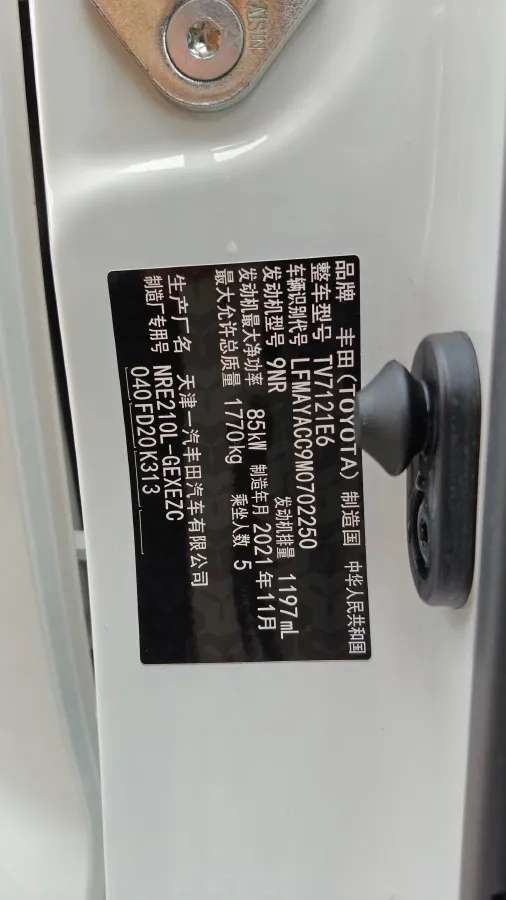 AISIN
品牌 丰田(TOYOTA) 制造国 中华人民共和国
整车型号 TV7121E6
车辆识别代号 LFMAYACC9M0702250
发动机型号 9NR 发动机排量 1197mL
发动机最大净功率 85kW 制造年月 2021年11月
最大允许总质量 1770kg 乘坐人数 5
生产厂名 天津一汽丰田汽车有限公司
制造厂专用号 NRE210L-GEXEZC
040FD20K313